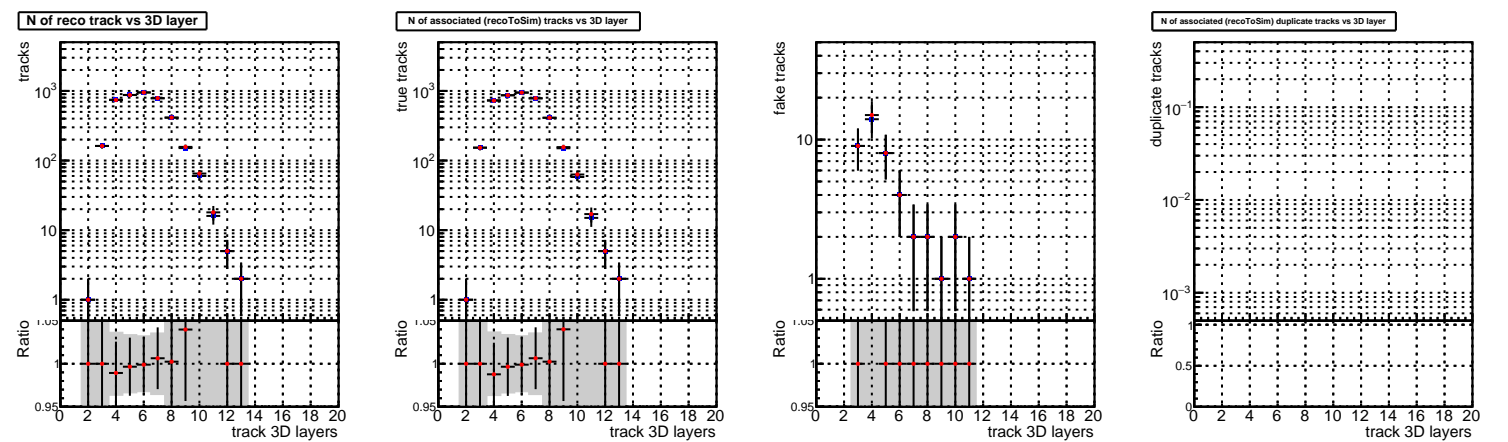 N of reco track vs 3D layer
tracks
10³
10²
10
1
Ratio
1.05
1
0.95
0 2 4 6 8 10 12 14 16 18 20
track 3D layers
N of associated (recoToSim) tracks vs 3D layer
true tracks
10³
10²
10
1
Ratio
1.05
1
0.95
0 2 4 6 8 10 12 14 16 18 20
track 3D layers
fake tracks
10
1
Ratio
1.05
1
0.95
0 2 4 6 8 10 12 14 16 18 20
track 3D layers
N of associated (recoToSim) duplicate tracks vs 3D layer
duplicate tracks
10⁻¹
10⁻²
10⁻³
Ratio
1
0.5
0
0 2 4 6 8 10 12 14 16 18 20
track 3D layers